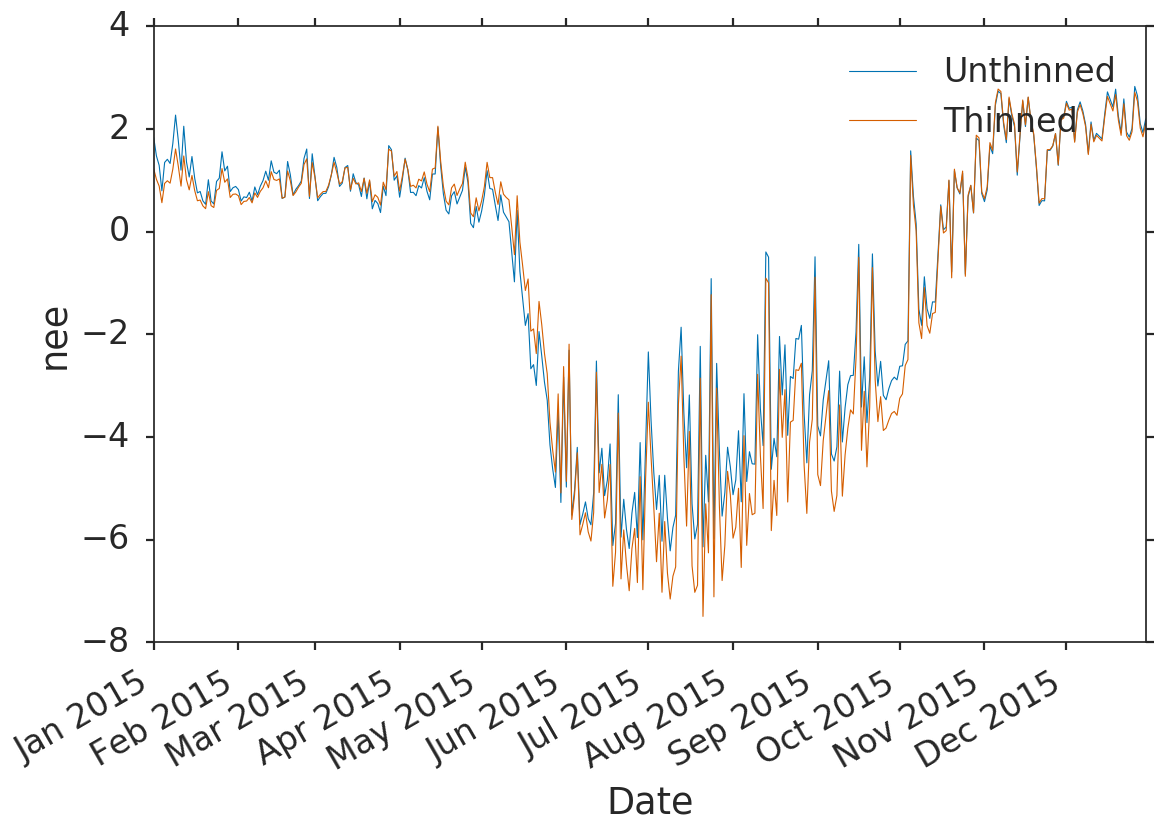 4
2
0
−2
−4
−6
−8
nee
Unthinned
Thinned
Jan 2015
Feb 2015
Mar 2015
Apr 2015
May 2015
Jun 2015
Jul 2015
Aug 2015
Sep 2015
Oct 2015
Nov 2015
Dec 2015
Date